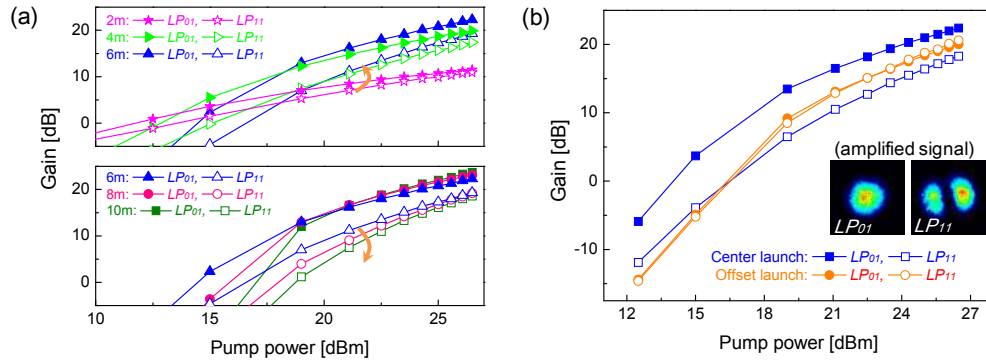 (a)
2m: LP01, LP11
4m: LP01, LP11
6m: LP01, LP11
20
10
0
Gain [dB]
6m: LP01, LP11
8m: LP01, LP11
10m: LP01, LP11
20
10
0
10 15 20 25
Pump power [dBm]
(b)
20
10
0
-10
Gain [dB]
(amplified signal)
LP01 LP11
Center launch: LP01, LP11
Offset launch: LP01, LP11
12 15 18 21 24 27
Pump power [dBm]